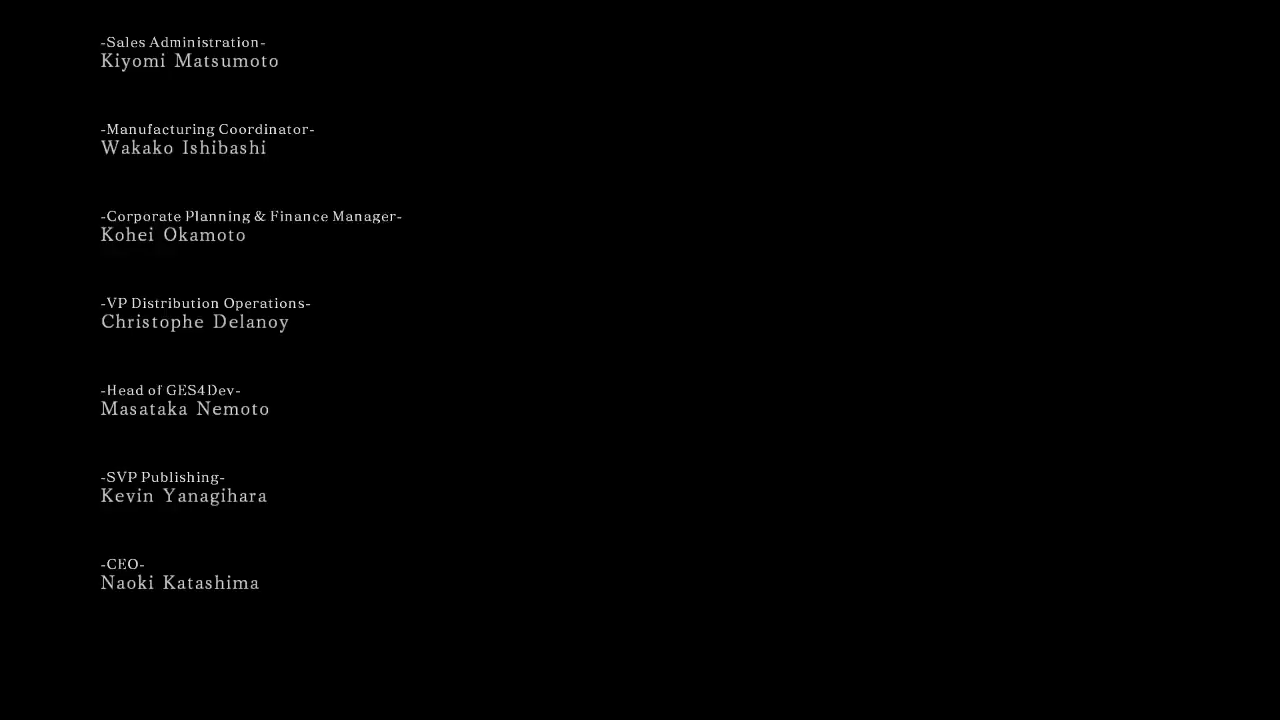 -Sales Administration-
Kiyomi Matsumoto
-Manufacturing Coordinator-
Wakako Ishibashi
-Corporate Planning & Finance Manager-
Kohei Okamoto
-VP Distribution Operations-
Christophe Delanoy
-Head of GES4Dev-
Masataka Nemoto
-SVP Publishing-
Kevin Yanagihara
-CEO-
Naoki Katashima